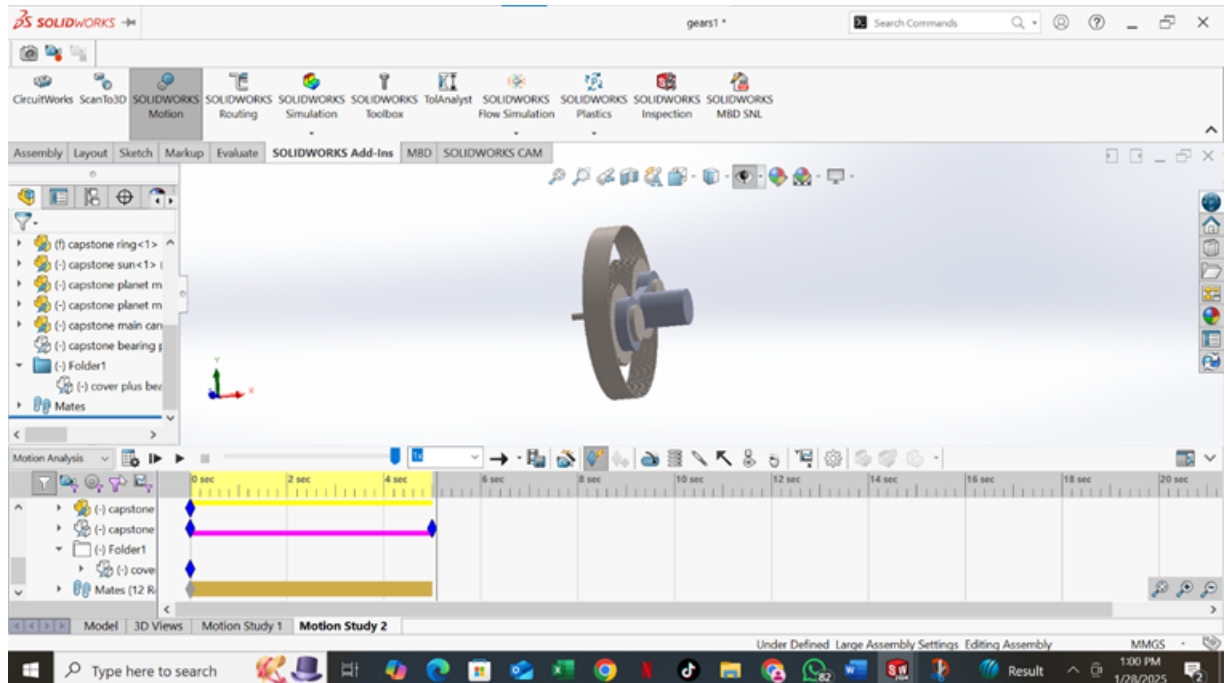 SOLIDWORKS
gears1 *
Search Commands
CircuitWorks
ScanTo3D
SOLIDWORKS Motion
SOLIDWORKS Routing
SOLIDWORKS Simulation
SOLIDWORKS Toolbox
TolAnalyst
SOLIDWORKS Flow Simulation
SOLIDWORKS Plastics
SOLIDWORKS Inspection
SOLIDWORKS MBD SNL
Assembly Layout Sketch Markup Evaluate SOLIDWORKS Add-Ins MBD SOLIDWORKS CAM
(f) capstone ring<1>
(-) capstone sun<1>
(-) capstone planet m
(-) capstone planet m
(-) capstone main carr
(-) capstone bearing p
(-) Folder1
(-) cover plus bea
Mates
Y
X
Motion Analysis
1x
0 sec 2 sec 4 sec 6 sec 8 sec 10 sec 12 sec 14 sec 16 sec 18 sec 20 sec
(-) capstone
(-) capstone
(-) Folder1
(-) cove
Mates (12 R
Model 3D Views Motion Study 1 Motion Study 2
Under Defined Large Assembly Settings Editing Assembly MMGS
Type here to search
82
Result
1:00 PM
1/28/2025
2